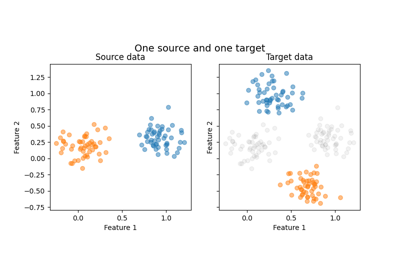 One source and one target
Source data
Target data
1.25
1.00
0.75
0.50
0.25
0.00
−0.25
−0.50
−0.75
Feature 2
Feature 2
0.0 0.5 1.0
0.0 0.5 1.0
Feature 1
Feature 1